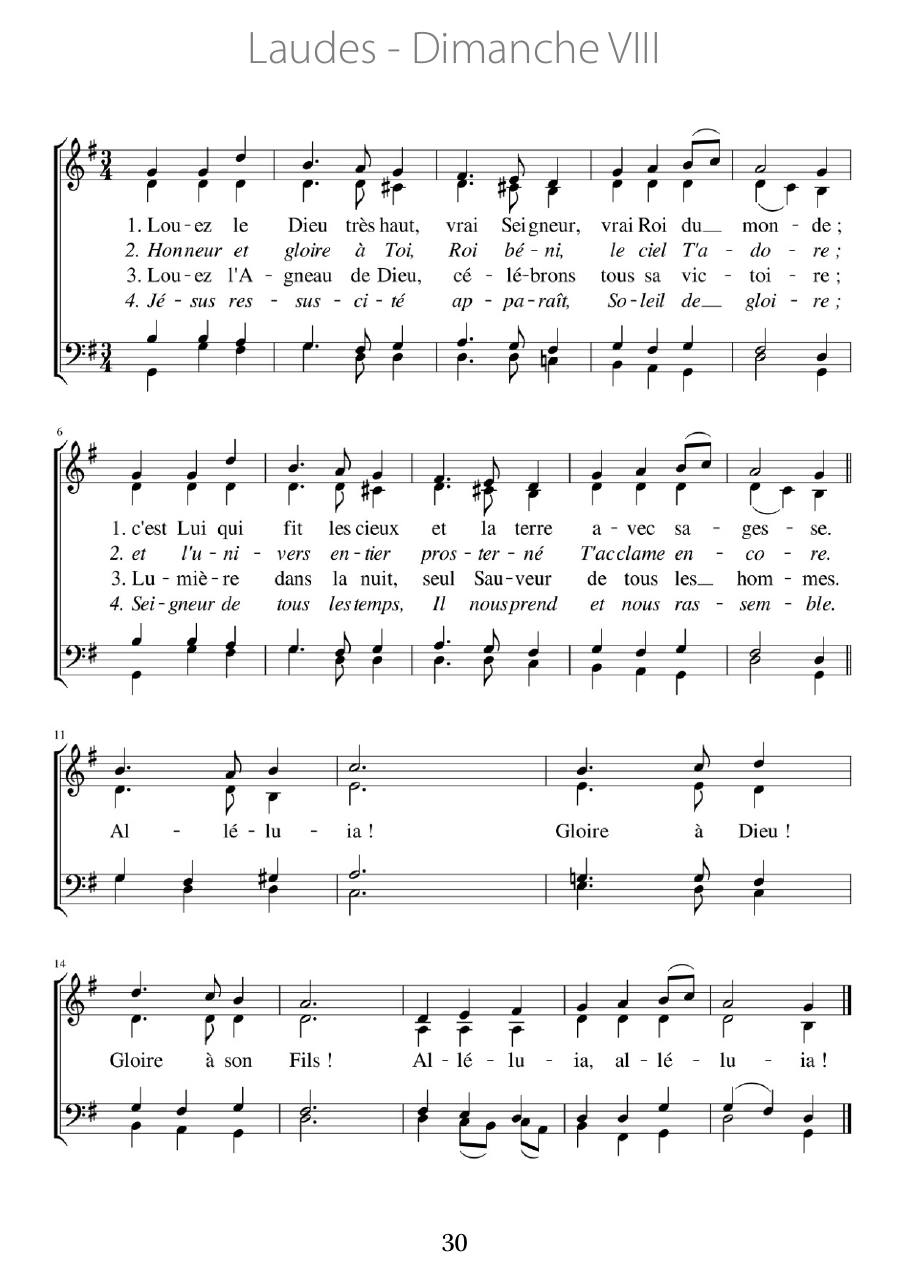 Laudes - Dimanche VIII
1. Lou - ez le Dieu très haut, vrai Sei - gneur, vrai Roi du monde ;
2. Honneur et gloire à Toi, Roi bé - ni, le ciel T'a - do - re ;
3. Lou - ez l'A - gneau de Dieu, cé - lé - brons tous sa vic - toire ;
4. Jé - sus res - sus - ci - té ap - pa - raît, So - leil de gloi - re ;
6
1. c'est Lui qui fit les cieux et la terre a - vec sa - ges - se.
2. et l'u - ni - vers en - tier pros - ter - né T'acclame en - co - re.
3. Lu - miè - re dans la nuit, seul Sau - veur de tous les hom - mes.
4. Sei - gneur de tous les temps, Il nous prend et nous ras - sem - ble.
11
Al - lé - lu - ia ! Gloire à Dieu !
14
Gloire à son Fils ! Al - lé - lu - ia, al - lé - lu - ia !
30